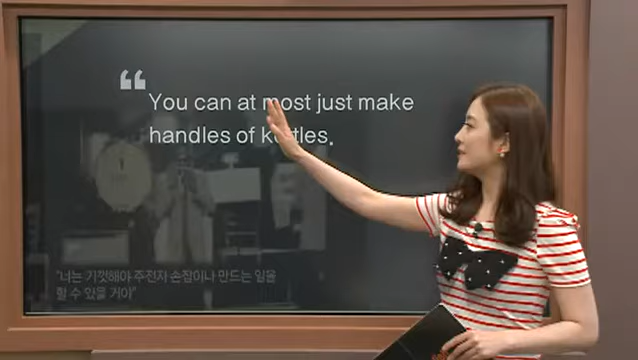 “
You can at most just make
handles of kettles.
"너는 기껏해야 주전자 손잡이나 만드는 일을
할 수 있을 거야"